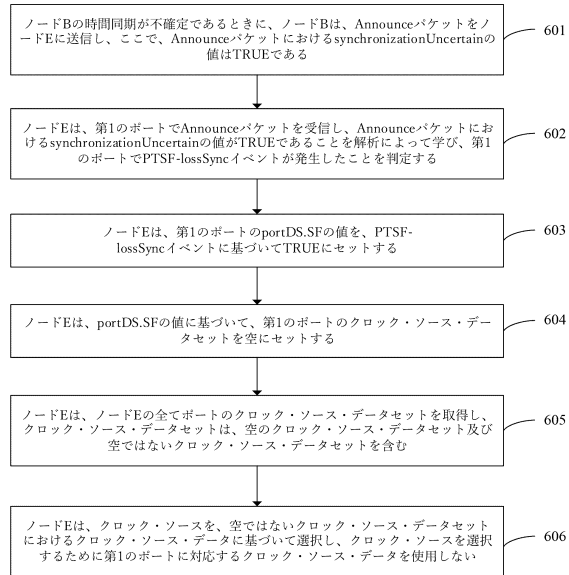 ノードBの時間同期が不確定であるときに、ノードBは、Announceパケットをノ
ードEに送信し、ここで、AnnounceパケットにおけるsynchronizationUncertainの
値はTRUEである
601
ノードEは、第1のポートでAnnounceパケットを受信し、Announceパケットにお
けるsynchronizationUncertainの値がTRUEであることを解析によって学び、第1
のポートでPTSF-lossSyncイベントが発生したことを判定する
602
ノードEは、第1のポートのportDS.SFの値を、PTSF-
lossSyncイベントに基づいてTRUEにセットする
603
ノードEは、portDS.SFの値に基づいて、第1のポートのクロック・ソース・デー
タセットを空にセットする
604
ノードEは、ノードEの全てポートのクロック・ソース・データセットを取得し、
クロック・ソース・データセットは、空のクロック・ソース・データセット及び
空ではないクロック・ソース・データセットを含む
605
ノードEは、クロック・ソースを、空ではないクロック・ソース・データセット
におけるクロック・ソース・データに基づいて選択し、クロック・ソースを選択
するために第1のポートに対応するクロック・ソース・データを使用しない
606